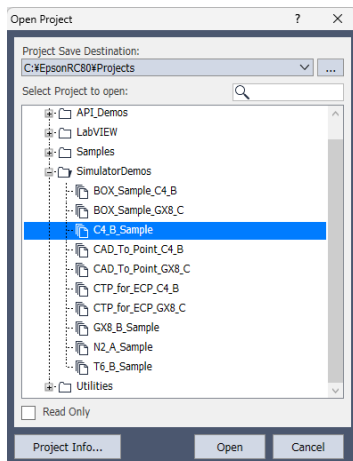 Open Project
Project Save Destination:
C:¥EpsonRC80¥Projects
...
Select Project to open:
API_Demos
LabVIEW
Samples
SimulatorDemos
BOX_Sample_C4_B
BOX_Sample_GX8_C
C4_B_Sample
CAD_To_Point_C4_B
CAD_To_Point_GX8_C
CTP_for_ECP_C4_B
CTP_for_ECP_GX8_C
GX8_B_Sample
N2_A_Sample
T6_B_Sample
Utilities
Read Only
Project Info... Open Cancel